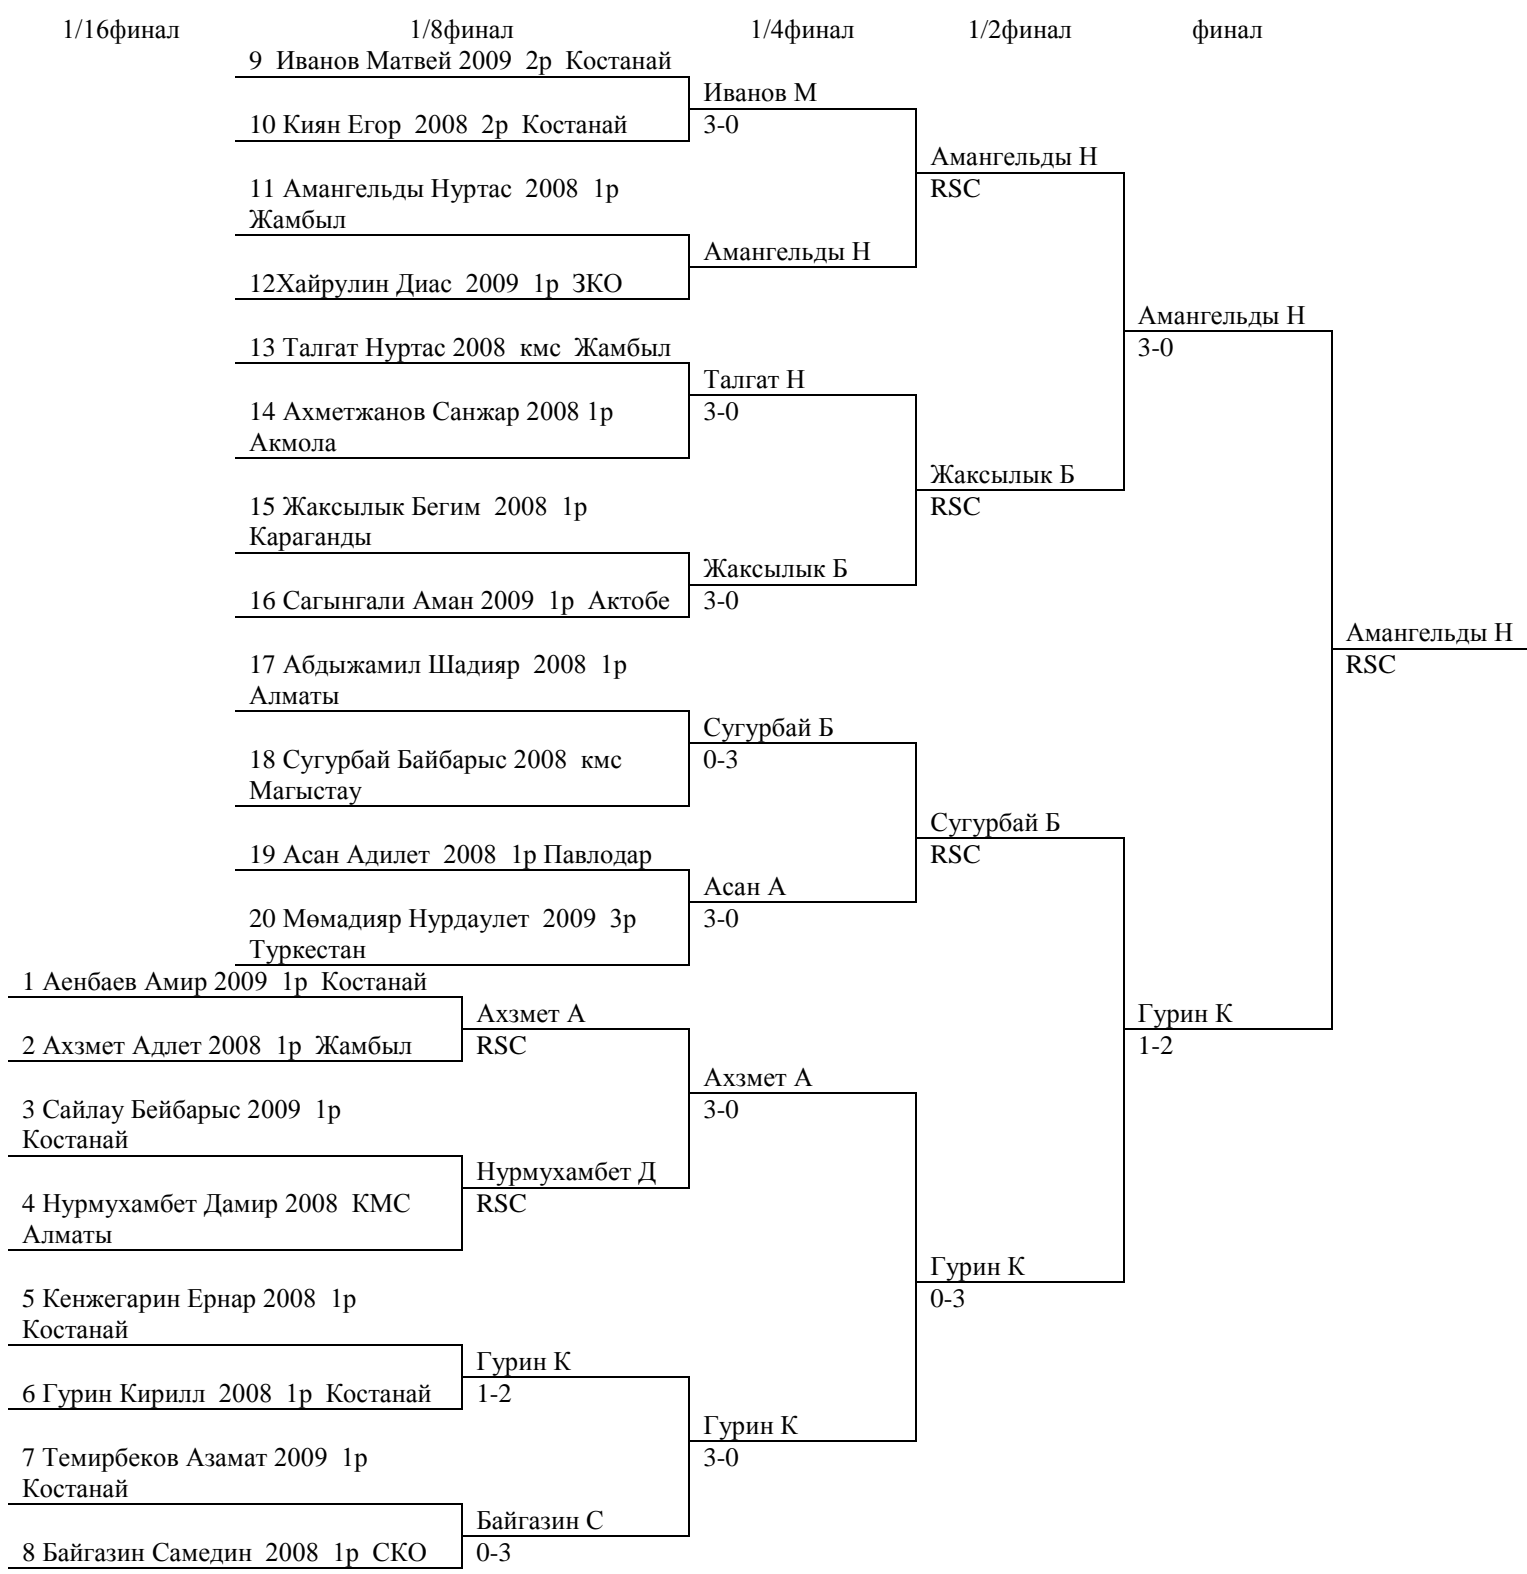 1/16финал 1/8финал 1/4финал 1/2финал финал
9 Иванов Матвей 2009 2р Костанай
Иванов М
10 Киян Егор 2008 2р Костанай
3-0
Амангельды Н
RSC
11 Амангельды Нуртас 2008 1р
Жамбыл
Амангельды Н
12Хайрулин Диас 2009 1р ЗКО
Амангельды Н
3-0
13 Талгат Нуртас 2008 кмс Жамбыл
Талгат Н
3-0
14 Ахметжанов Санжар 2008 1р
Акмола
Жаксылык Б
RSC
15 Жаксылык Бегим 2008 1р
Караганды
Жаксылык Б
3-0
16 Сагынгали Аман 2009 1р Актобе
Амангельды Н
RSC
17 Абдыжамил Шадияр 2008 1р
Алматы
Сугурбай Б
0-3
18 Сугурбай Байбарыс 2008 кмс
Магыстау
Сугурбай Б
RSC
19 Асан Адилет 2008 1р Павлодар
Асан А
3-0
20 Мөмадияр Нурдаулет 2009 3р
Туркестан
1 Аенбаев Амир 2009 1р Костанай
Ахзмет А
RSC
2 Ахзмет Адлет 2008 1р Жамбыл
Гурин К
1-2
Ахзмет А
3-0
3 Сайлау Бейбарыс 2009 1р
Костанай
Нурмухамбет Д
RSC
4 Нурмухамбет Дамир 2008 КМС
Алматы
Гурин К
0-3
5 Кенжегарин Ернар 2008 1р
Костанай
Гурин К
1-2
6 Гурин Кирилл 2008 1р Костанай
Гурин К
3-0
7 Темирбеков Азамат 2009 1р
Костанай
Байгазин С
0-3
8 Байгазин Самедин 2008 1р СКО